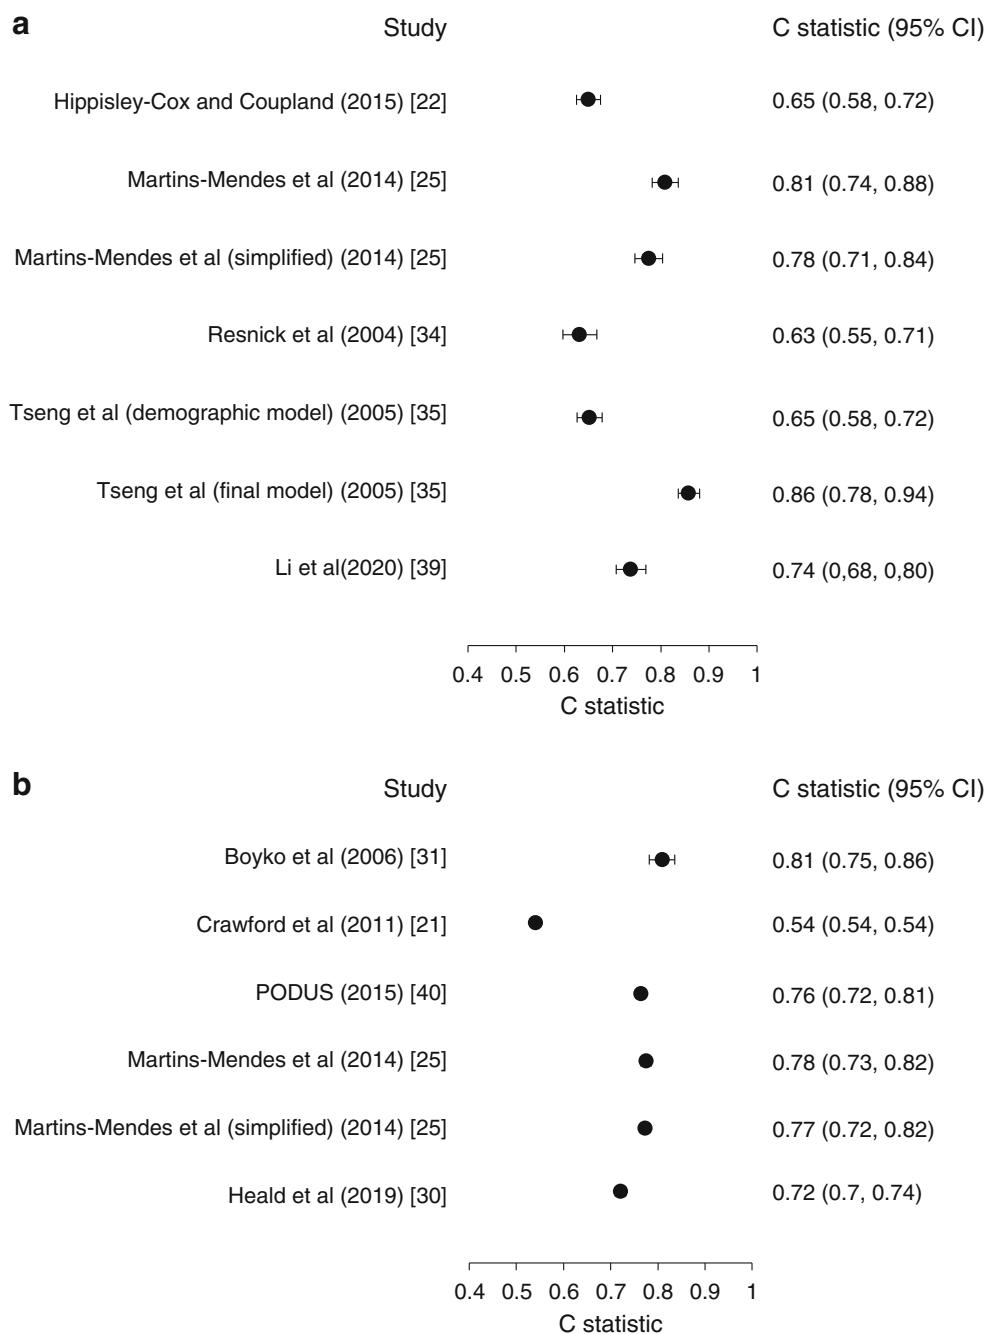 a
Study C statistic (95% CI)
Hippisley-Cox and Coupland (2015) [22] 0.65 (0.58, 0.72)
Martins-Mendes et al (2014) [25] 0.81 (0.74, 0.88)
Martins-Mendes et al (simplified) (2014) [25] 0.78 (0.71, 0.84)
Resnick et al (2004) [34] 0.63 (0.55, 0.71)
Tseng et al (demographic model) (2005) [35] 0.65 (0.58, 0.72)
Tseng et al (final model) (2005) [35] 0.86 (0.78, 0.94)
Li et al(2020) [39] 0.74 (0,68, 0,80)
0.4 0.5 0.6 0.7 0.8 0.9 1
C statistic
b
Study C statistic (95% CI)
Boyko et al (2006) [31] 0.81 (0.75, 0.86)
Crawford et al (2011) [21] 0.54 (0.54, 0.54)
PODUS (2015) [40] 0.76 (0.72, 0.81)
Martins-Mendes et al (2014) [25] 0.78 (0.73, 0.82)
Martins-Mendes et al (simplified) (2014) [25] 0.77 (0.72, 0.82)
Heald et al (2019) [30] 0.72 (0.7, 0.74)
0.4 0.5 0.6 0.7 0.8 0.9 1
C statistic